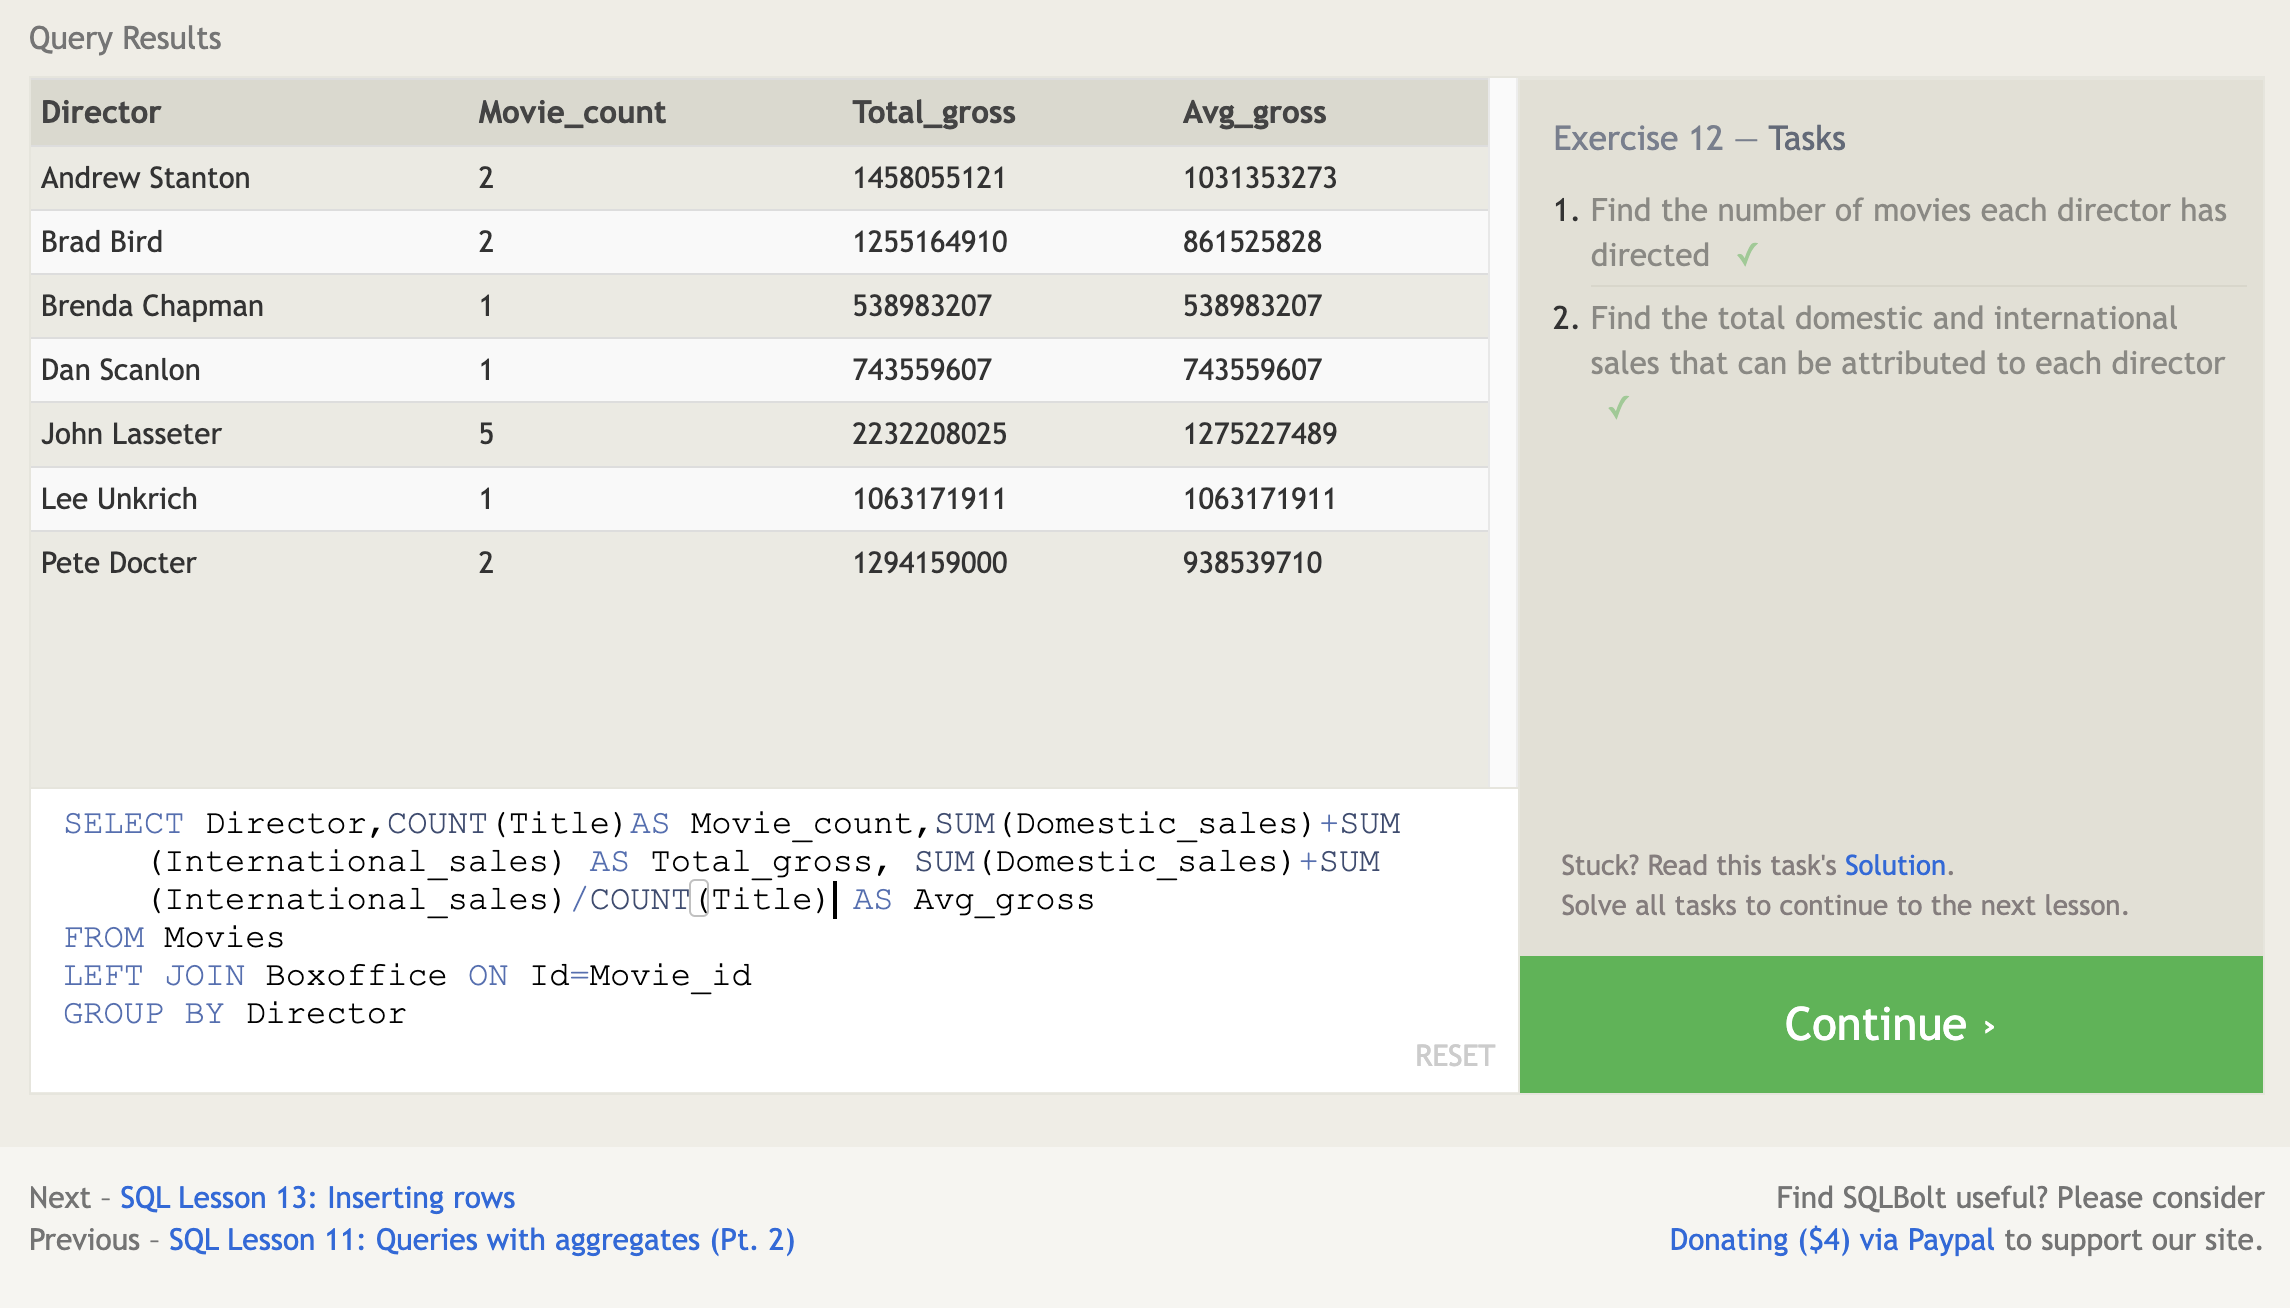 Query Results
Director Movie_count Total_gross Avg_gross
Andrew Stanton 2 1458055121 1031353273
Brad Bird 2 1255164910 861525828
Brenda Chapman 1 538983207 538983207
Dan Scanlon 1 743559607 743559607
John Lasseter 5 2232208025 1275227489
Lee Unkrich 1 1063171911 1063171911
Pete Docter 2 1294159000 938539710
SELECT Director,COUNT(Title)AS Movie_count,SUM(Domestic_sales)+SUM
(International_sales) AS Total_gross, SUM(Domestic_sales)+SUM
(International_sales)/COUNT(Title) AS Avg_gross
FROM Movies
LEFT JOIN Boxoffice ON Id=Movie_id
GROUP BY Director
RESET
Exercise 12 — Tasks
1. Find the number of movies each director has
directed ✓
2. Find the total domestic and international
sales that can be attributed to each director
✓
Stuck? Read this task's Solution.
Solve all tasks to continue to the next lesson.
Continue ›
Next – SQL Lesson 13: Inserting rows
Previous – SQL Lesson 11: Queries with aggregates (Pt. 2)
Find SQLBolt useful? Please consider
Donating ($4) via Paypal to support our site.